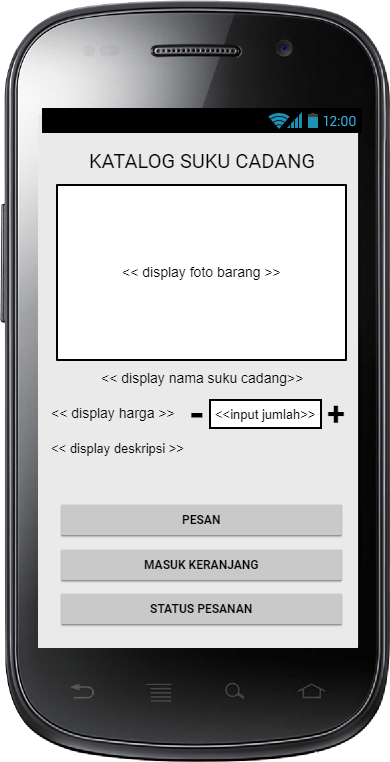 12:00
KATALOG SUKU CADANG
<< display foto barang >>
<< display nama suku cadang>>
<< display harga >> - <<input jumlah>> +
<< display deskripsi >>
PESAN
MASUK KERANJANG
STATUS PESANAN